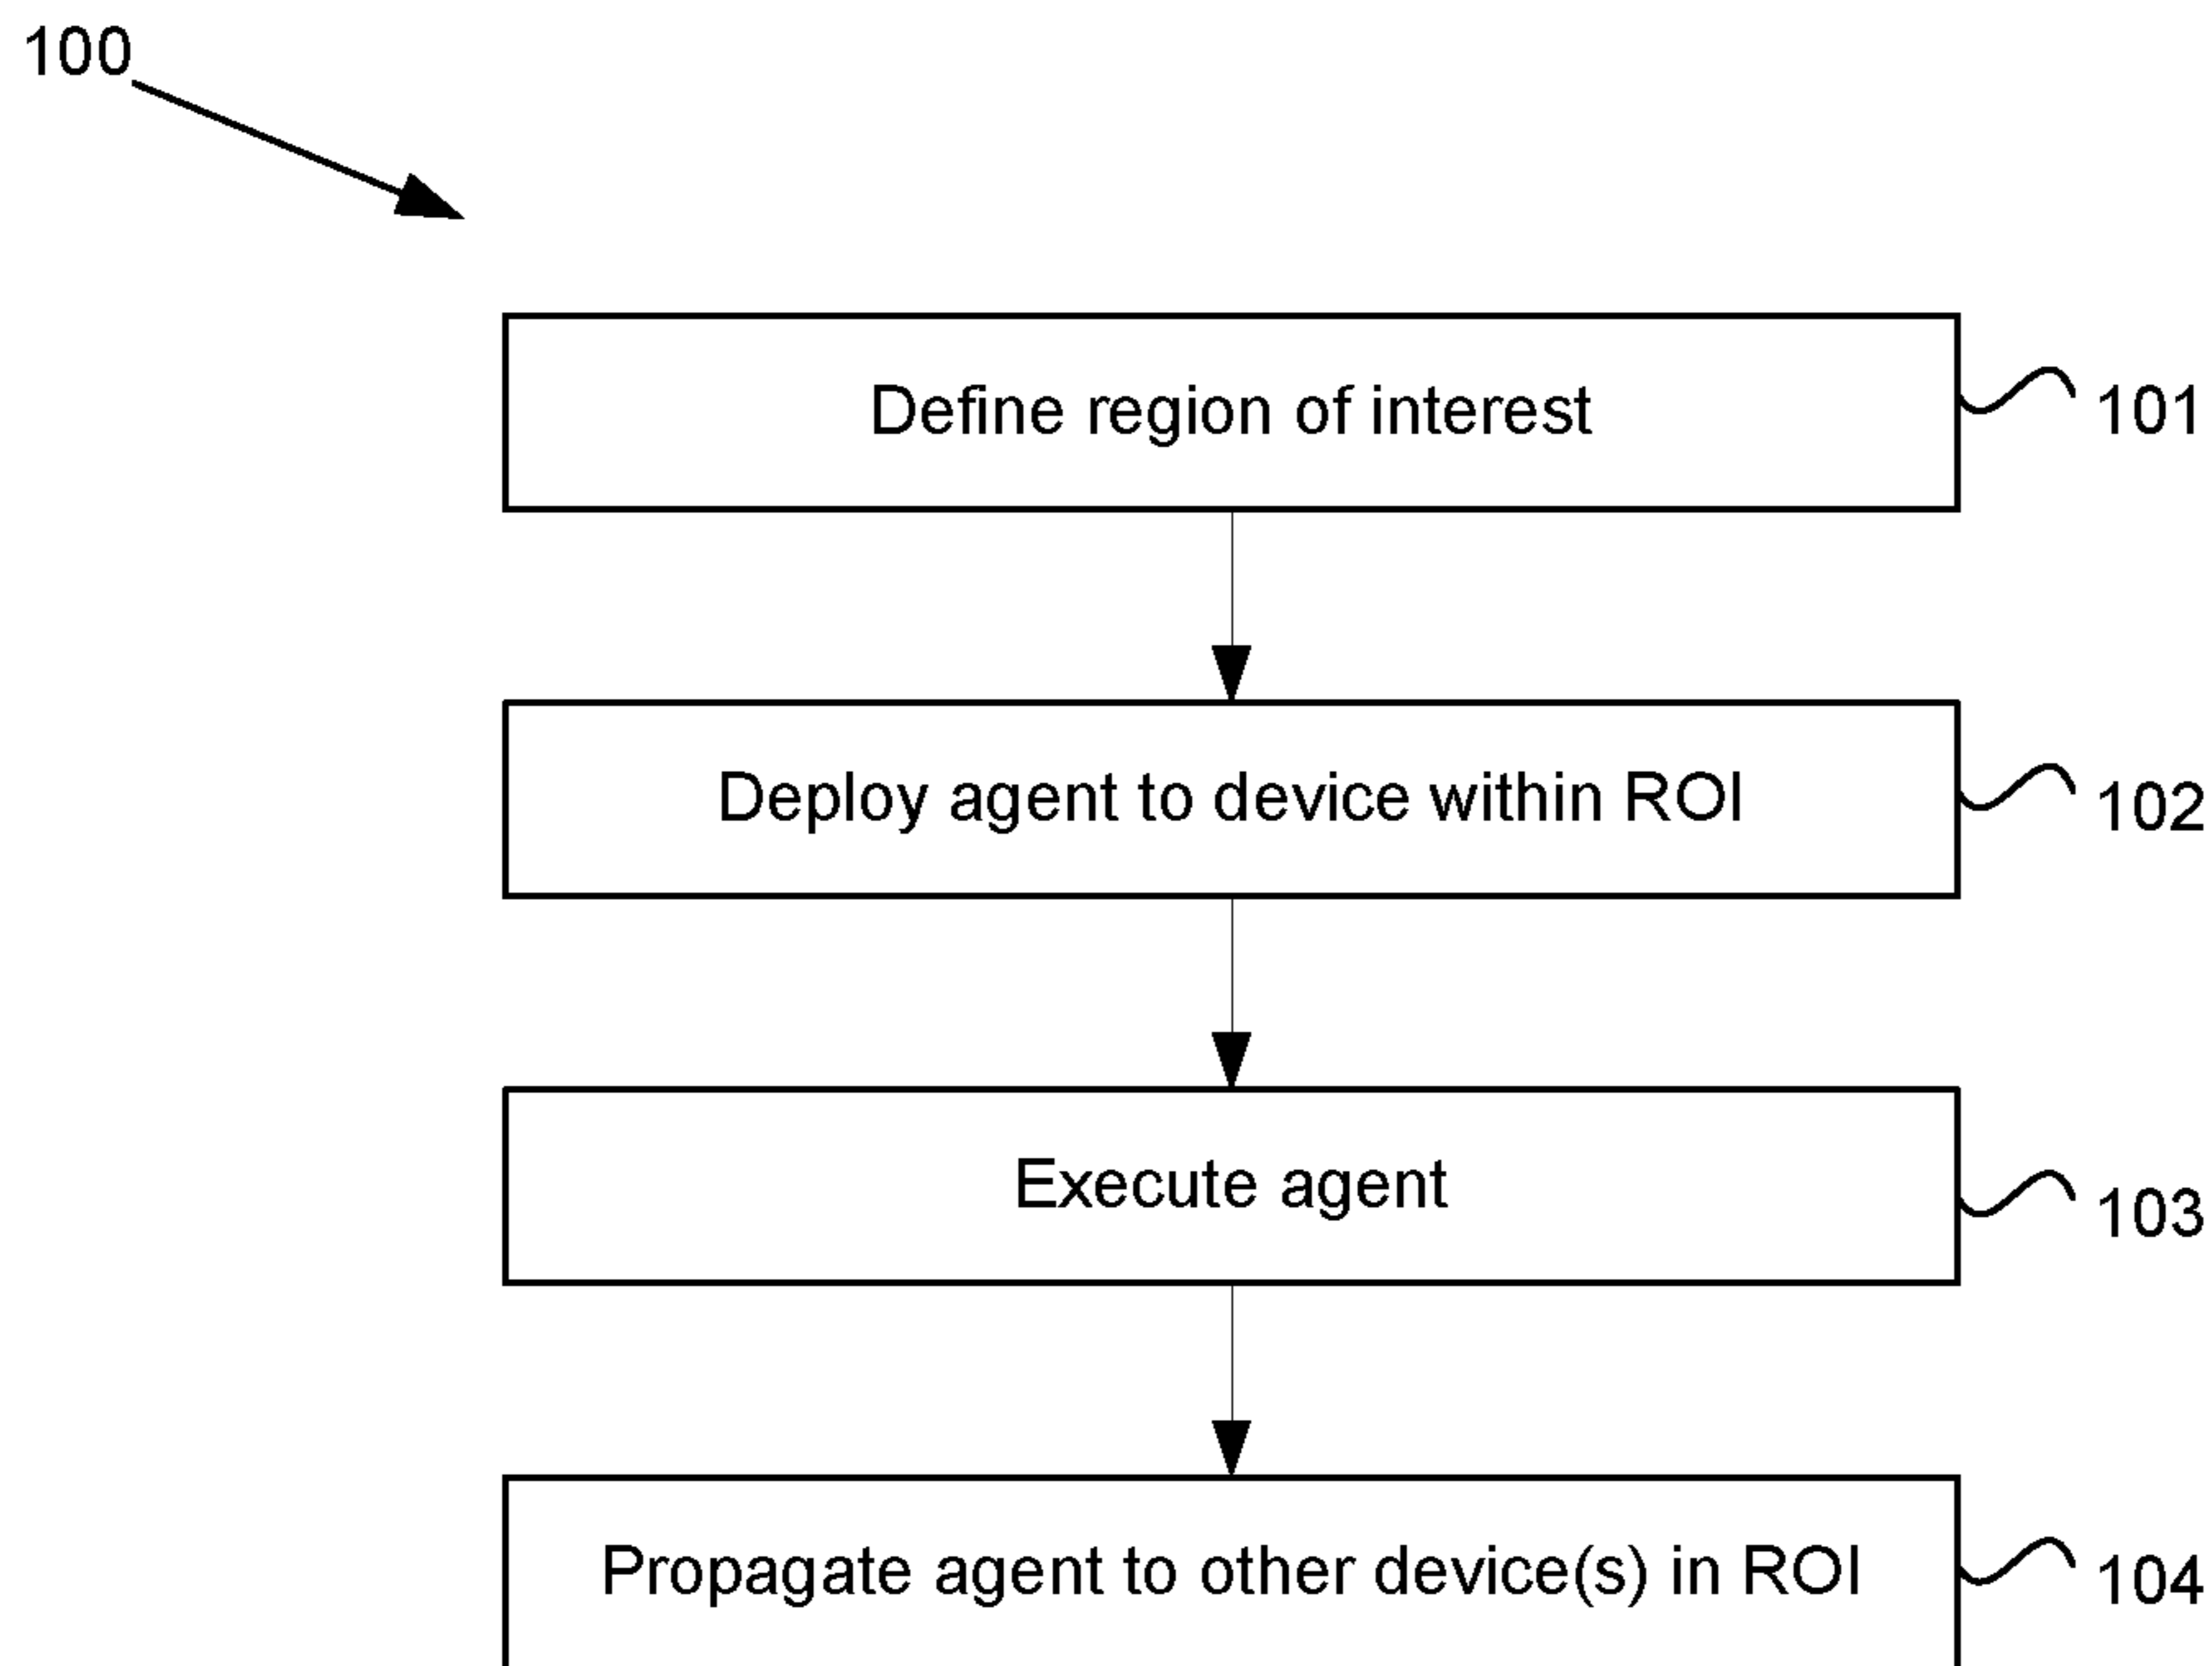 100
Define region of interest
101
Deploy agent to device within ROI
102
Execute agent
103
Propagate agent to other device(s) in ROI
104